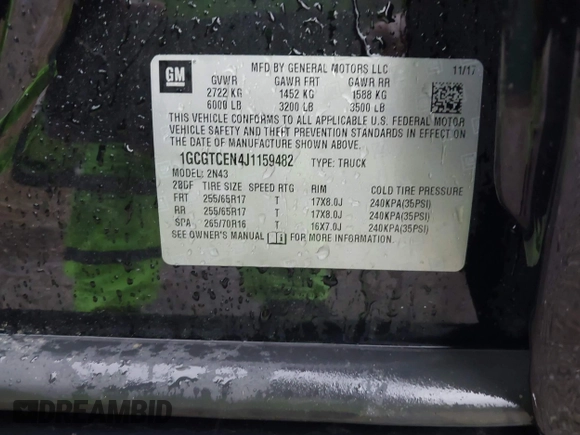 GM
MFD BY GENERAL MOTORS LLC 11/17
GVWR GAWR FRT GAWR RR
2722 KG 1452 KG 1588 KG
6000 LB 3200 LB 3500 LB
THIS VEHICLE CONFORMS TO ALL APPLICABLE U.S. FEDERAL MOTOR
VEHICLE SAFETY AND THEFT PREVENTION STANDARDS IN EFFECT ON
THE DATE OF MANUFACTURE SHOWN ABOVE.
1GCGTCEN4J1159482 TYPE: TRUCK
MODEL: 2N43
28DF TIRE SIZE SPEED RTG RIM COLD TIRE PRESSURE
FRT 255/65R17 T 17X8.0J 240KPA(35PSI)
RR 255/65R17 T 17X8.0J 240KPA(35PSI)
SPA 265/70R16 T 16X7.0J 240KPA(35PSI)
SEE OWNER'S MANUAL FOR MORE INFORMATION.
DREAMBID